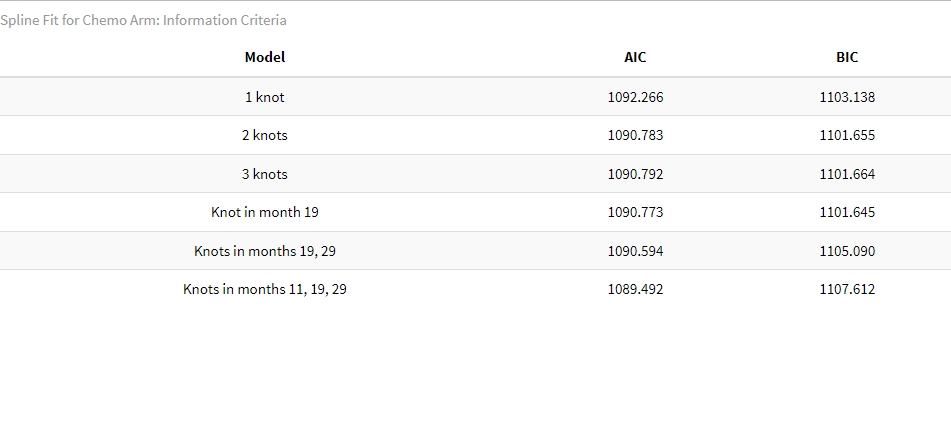 Spline Fit for Chemo Arm: Information Criteria
Model AIC BIC
1 knot 1092.266 1103.138
2 knots 1090.783 1101.655
3 knots 1090.792 1101.664
Knot in month 19 1090.773 1101.645
Knots in months 19, 29 1090.594 1105.090
Knots in months 11, 19, 29 1089.492 1107.612